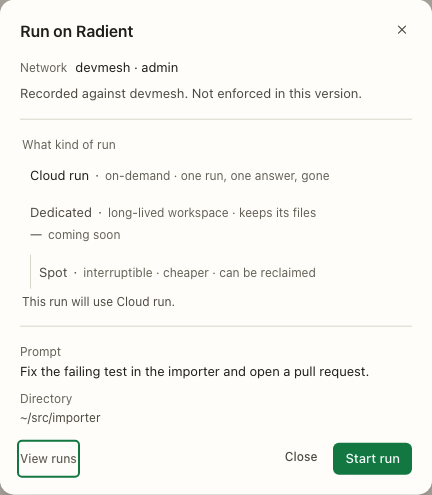 Run on Radient
Network devmesh · admin
Recorded against devmesh. Not enforced in this version.
What kind of run
Cloud run · on-demand · one run, one answer, gone
Dedicated · long-lived workspace · keeps its files
— coming soon
Spot · interruptible · cheaper · can be reclaimed
This run will use Cloud run.
Prompt
Fix the failing test in the importer and open a pull request.
Directory
~/src/importer
View runs Close Start run